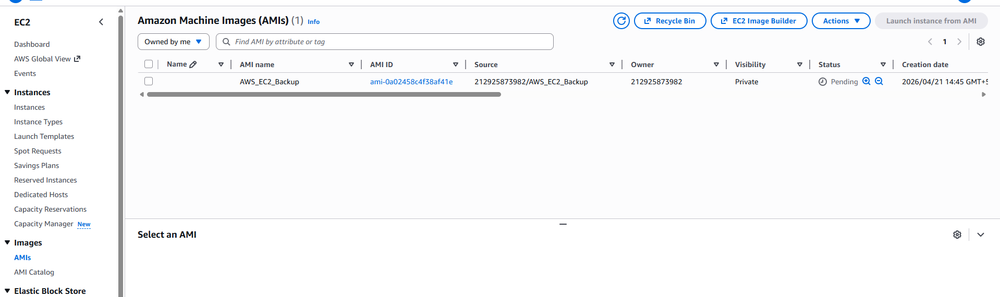 EC2
Dashboard
AWS Global View
Events
Instances
Instances
Instance Types
Launch Templates
Spot Requests
Savings Plans
Reserved Instances
Dedicated Hosts
Capacity Reservations
Capacity Manager New
Images
AMIs
AMI Catalog
Elastic Block Store
Amazon Machine Images (AMIs) (1) Info
Recycle Bin EC2 Image Builder Actions Launch instance from AMI
Owned by me Find AMI by attribute or tag 1
Name AMI name AMI ID Source Owner Visibility Status Creation date
AWS_EC2_Backup ami-0a02458c4f38af41e 212925873982/AWS_EC2_Backup 212925873982 Private Pending 2026/04/21 14:45 GMT+5
Select an AMI